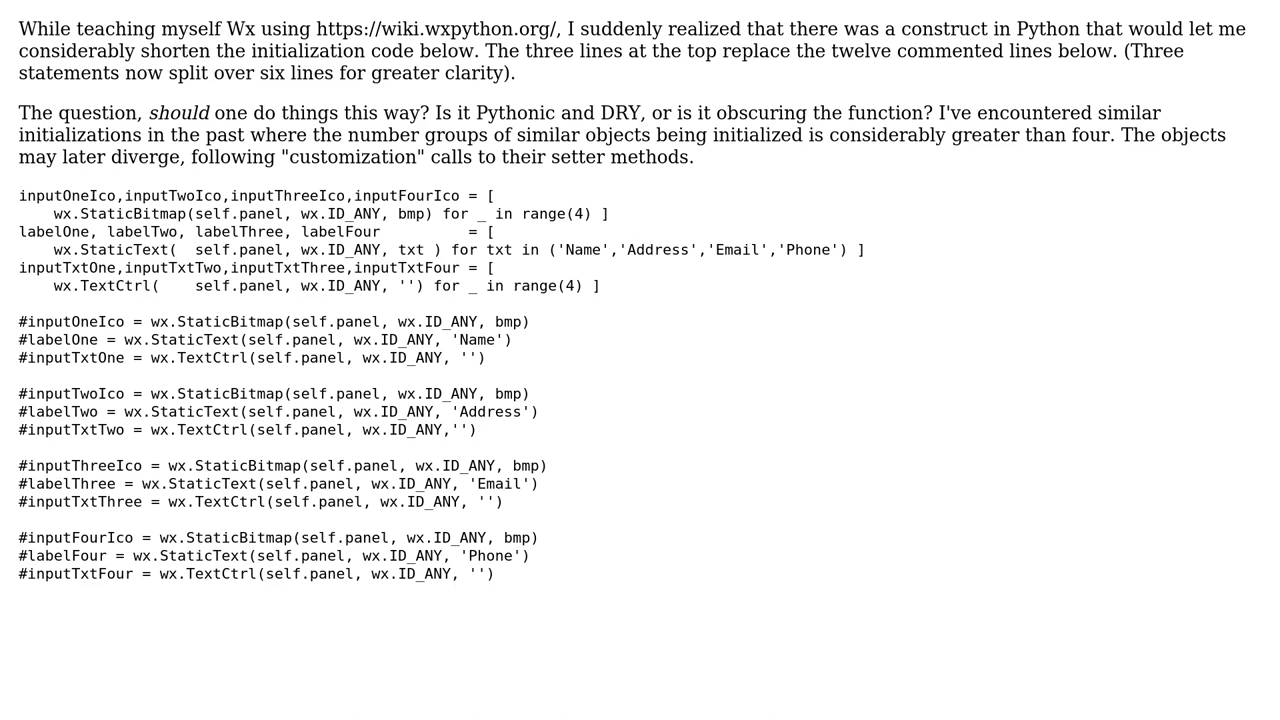 While teaching myself Wx using https://wiki.wxpython.org/, I suddenly realized that there was a construct in Python that would let me
considerably shorten the initialization code below. The three lines at the top replace the twelve commented lines below. (Three
statements now split over six lines for greater clarity).
The question, should one do things this way? Is it Pythonic and DRY, or is it obscuring the function? I've encountered similar
initializations in the past where the number groups of similar objects being initialized is considerably greater than four. The objects
may later diverge, following "customization" calls to their setter methods.
inputOneIco,inputTwoIco,inputThreeIco,inputFourIco = [
    wx.StaticBitmap(self.panel, wx.ID_ANY, bmp) for _ in range(4) ]
labelOne, labelTwo, labelThree, labelFour          = [
    wx.StaticText(  self.panel, wx.ID_ANY, txt ) for txt in ('Name','Address','Email','Phone') ]
inputTxtOne,inputTxtTwo,inputTxtThree,inputTxtFour = [
    wx.TextCtrl(    self.panel, wx.ID_ANY, '') for _ in range(4) ]
#inputOneIco = wx.StaticBitmap(self.panel, wx.ID_ANY, bmp)
#labelOne = wx.StaticText(self.panel, wx.ID_ANY, 'Name')
#inputTxtOne = wx.TextCtrl(self.panel, wx.ID_ANY, '')
#inputTwoIco = wx.StaticBitmap(self.panel, wx.ID_ANY, bmp)
#labelTwo = wx.StaticText(self.panel, wx.ID_ANY, 'Address')
#inputTxtTwo = wx.TextCtrl(self.panel, wx.ID_ANY,'')
#inputThreeIco = wx.StaticBitmap(self.panel, wx.ID_ANY, bmp)
#labelThree = wx.StaticText(self.panel, wx.ID_ANY, 'Email')
#inputTxtThree = wx.TextCtrl(self.panel, wx.ID_ANY, '')
#inputFourIco = wx.StaticBitmap(self.panel, wx.ID_ANY, bmp)
#labelFour = wx.StaticText(self.panel, wx.ID_ANY, 'Phone')
#inputTxtFour = wx.TextCtrl(self.panel, wx.ID_ANY, '')